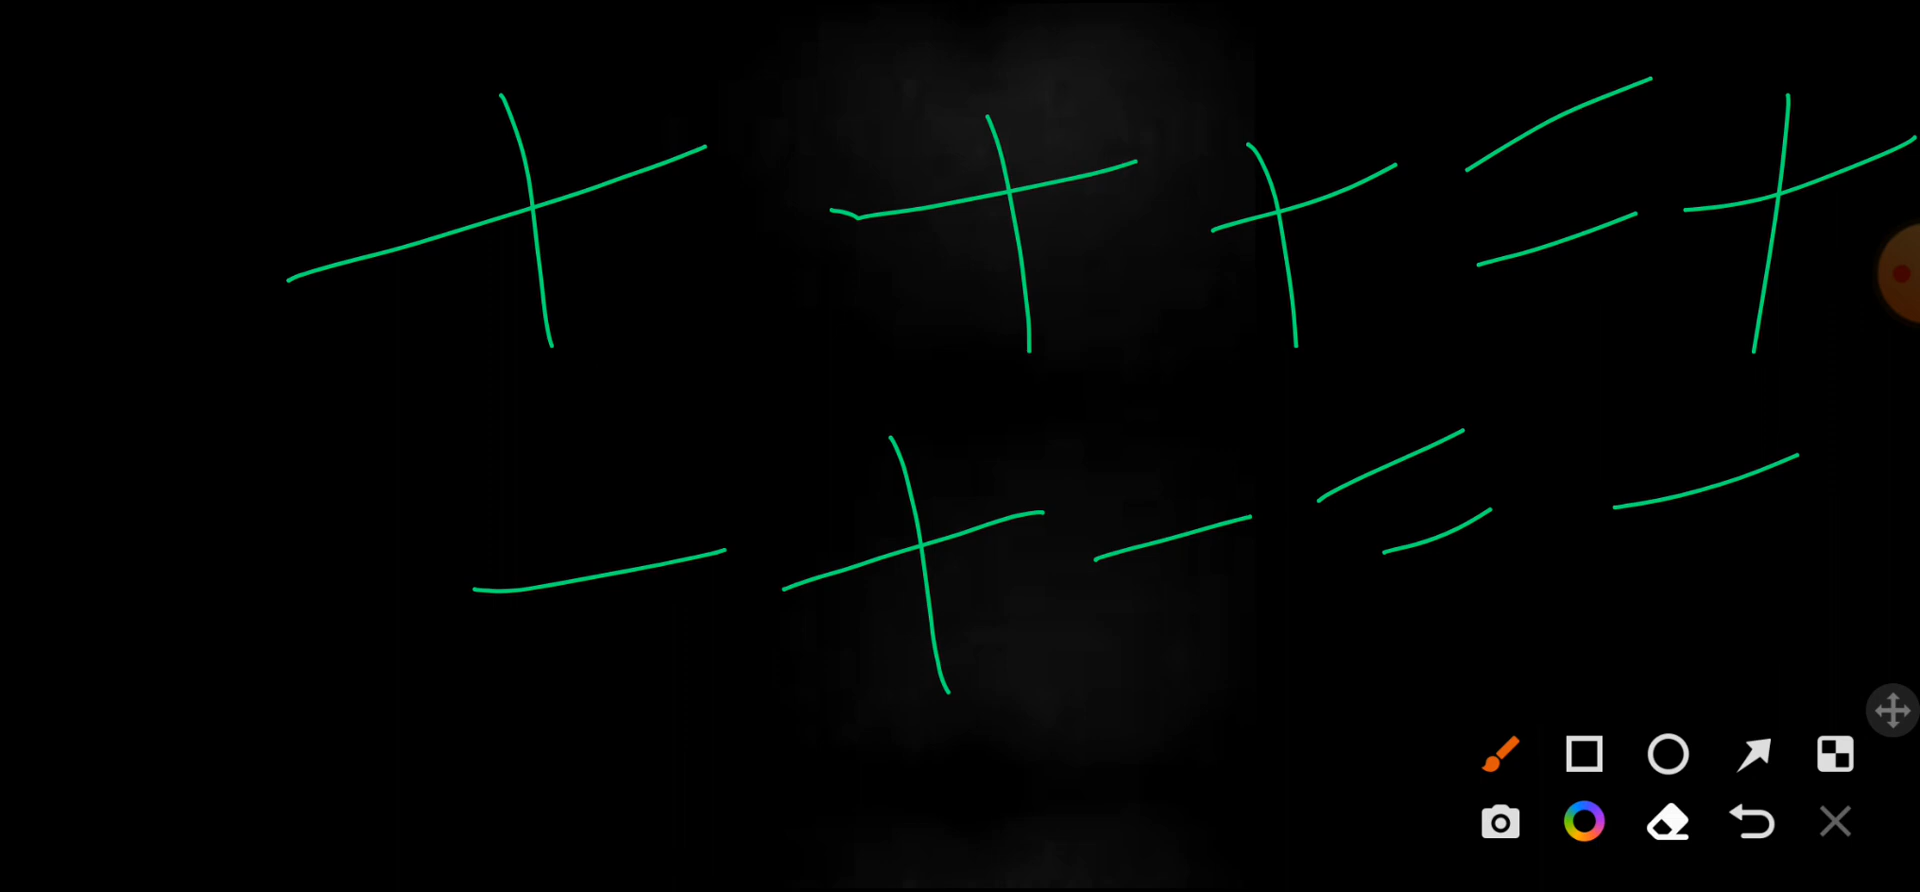 + + + = +
- + - = -